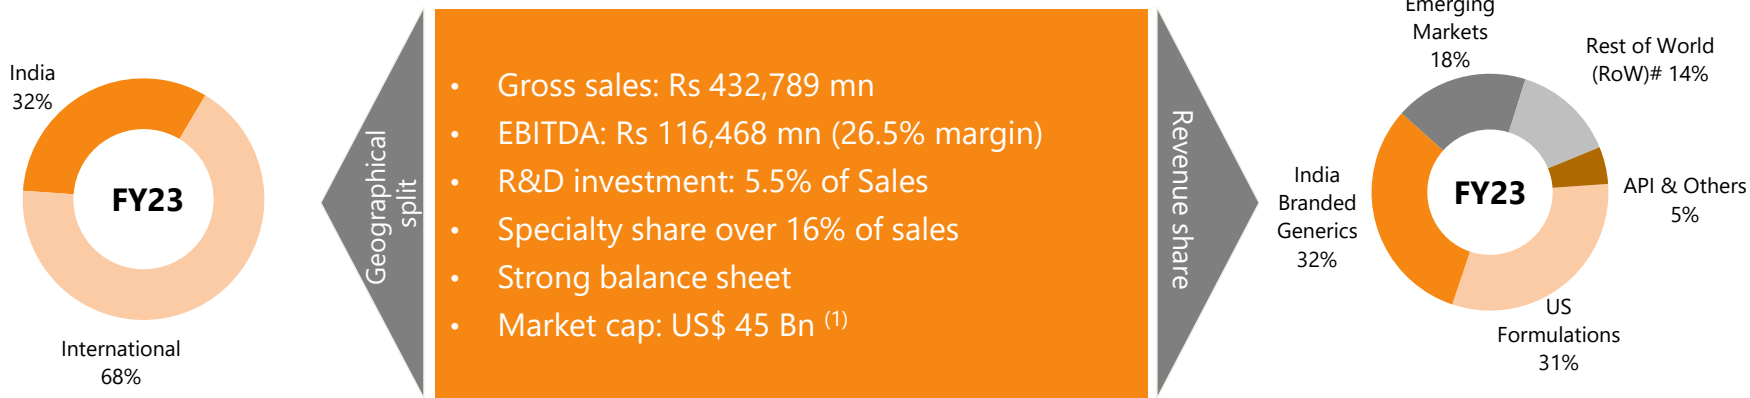 India
32%
FY23
International
68%
Geographical
split
• Gross sales: Rs 432,789 mn
• EBITDA: Rs 116,468 mn (26.5% margin)
• R&D investment: 5.5% of Sales
• Specialty share over 16% of sales
• Strong balance sheet
• Market cap: US$ 45 Bn (1)
Revenue share
Emerging
Markets
18%
Rest of World
(RoW)# 14%
India
Branded
Generics
32%
FY23
API & Others
5%
US
Formulations
31%